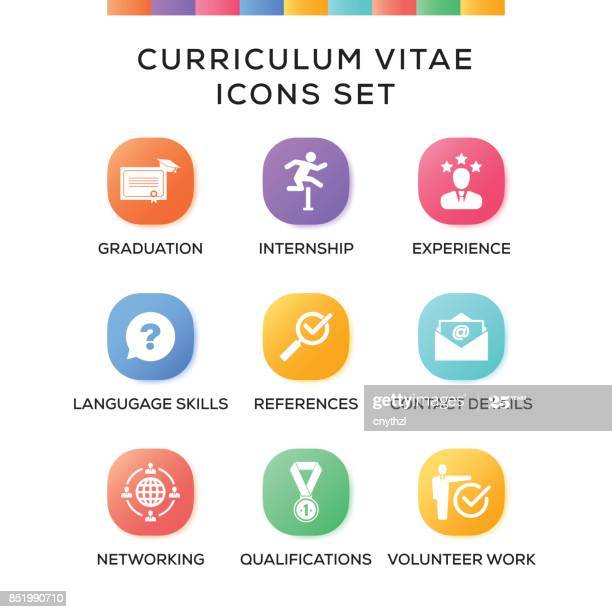 CURRICULUM VITAE
ICONS SET
GRADUATION
INTERNSHIP
EXPERIENCE
?
@
LANGUGAGE SKILLS
REFERENCES
CONTACT DETAILS
gettyimages
cnythzl
1
NETWORKING
QUALIFICATIONS
VOLUNTEER WORK
851990710